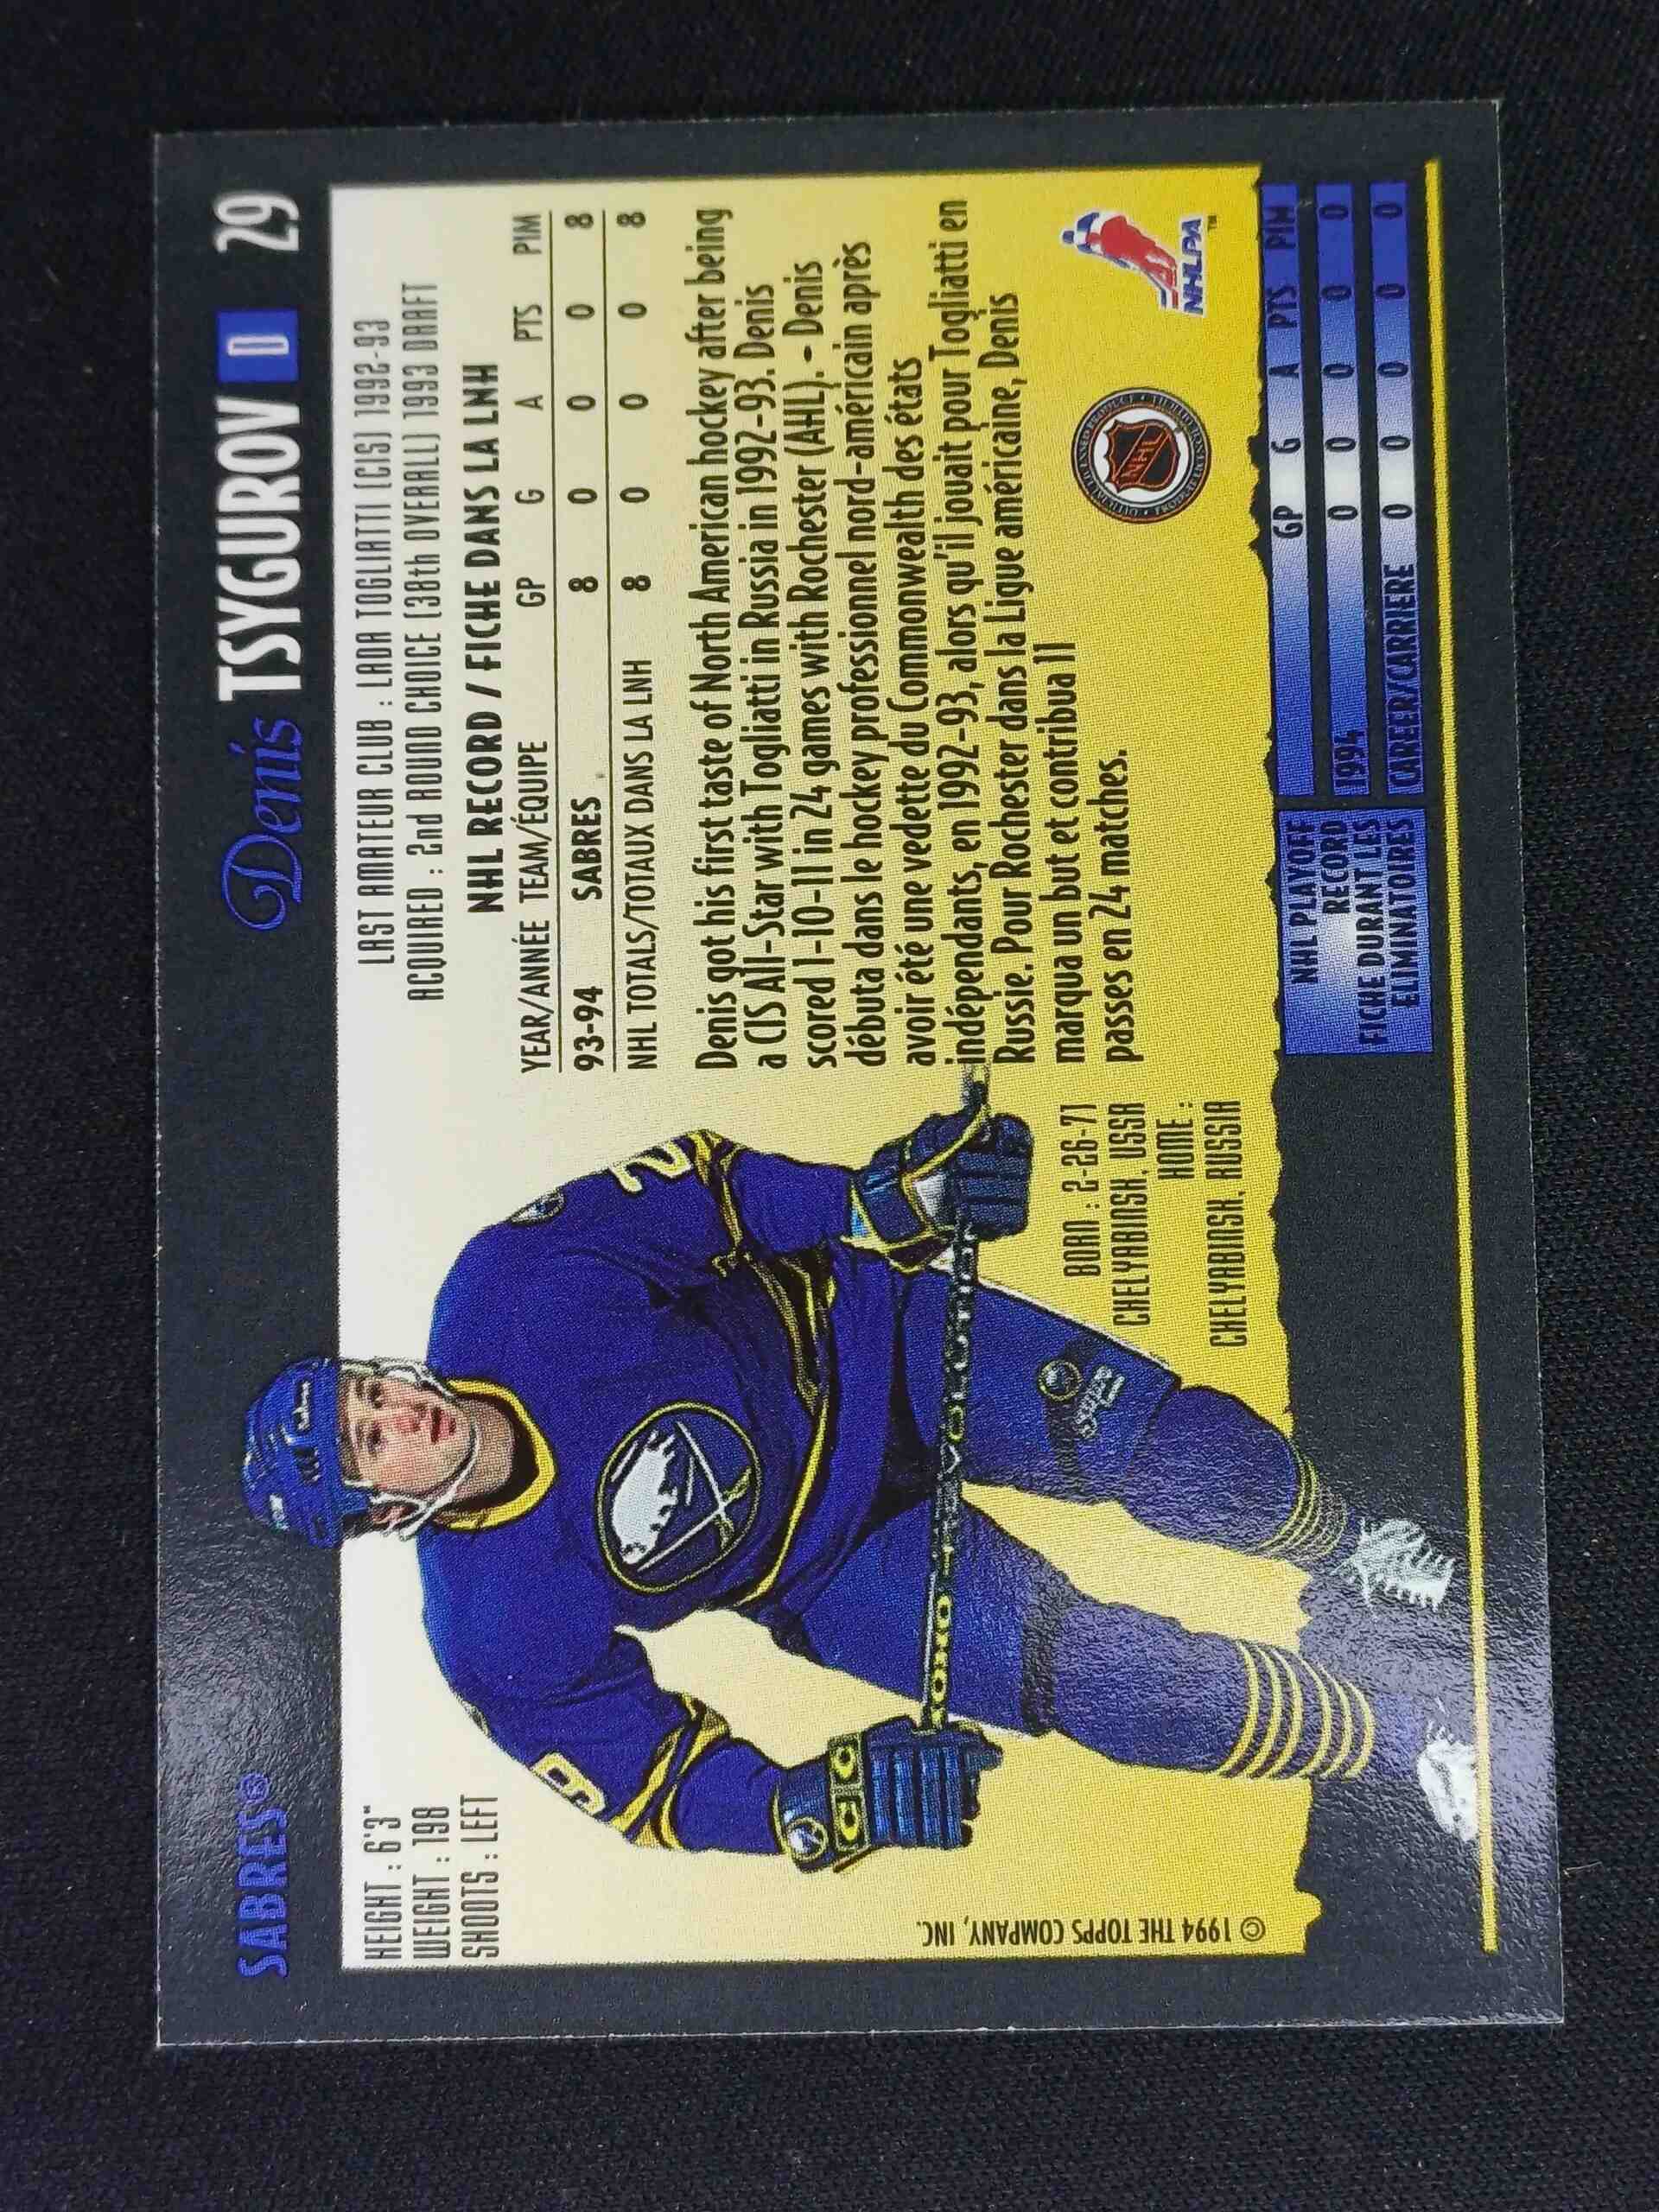 SABRES®
Denis TSYGUROV D 29
HEIGHT : 6'3"
WEIGHT : 198
SHOOTS : LEFT
LAST AMATEUR CLUB : LADA TOGLIATTI (CIS) 1992-93
ACQUIRED : 2nd ROUND CHOICE (38th OVERALL) 1993 DRAFT
NHL RECORD / FICHE DANS LA LNH
YEAR/ANNÉE TEAM/ÉQUIPE GP G A PTS PIM
93-94 SABRES 8 0 0 0 8
NHL TOTALS/TOTAUX DANS LA LNH 8 0 0 0 8
Denis got his first taste of North American hockey after being
a CIS All-Star with Togliatti in Russia in 1992-93. Denis
scored 1-10-11 in 24 games with Rochester (AHL). - Denis
débuta dans le hockey professionnel nord-américain après
avoir été une vedette du Commonwealth des états
indépendants, en 1992-93, alors qu'il jouait pour Togliatti en
Russie. Pour Rochester dans la Ligue américaine, Denis
marqua un but et contribua 11
passes en 24 matches.
BORN : 2-26-71
CHELYABINSK, USSR
HOME :
CHELYABINSK, RUSSIA
NHL
NHLPA
™
CCM
© 1994 THE TOPPS COMPANY, INC.
NHL PLAYOFF
RECORD
FICHE DURANT LES
ELIMINATOIRES
GP G A PTS PIM
1994 0 0 0 0 0
CAREER/CARRIERE 0 0 0 0 0